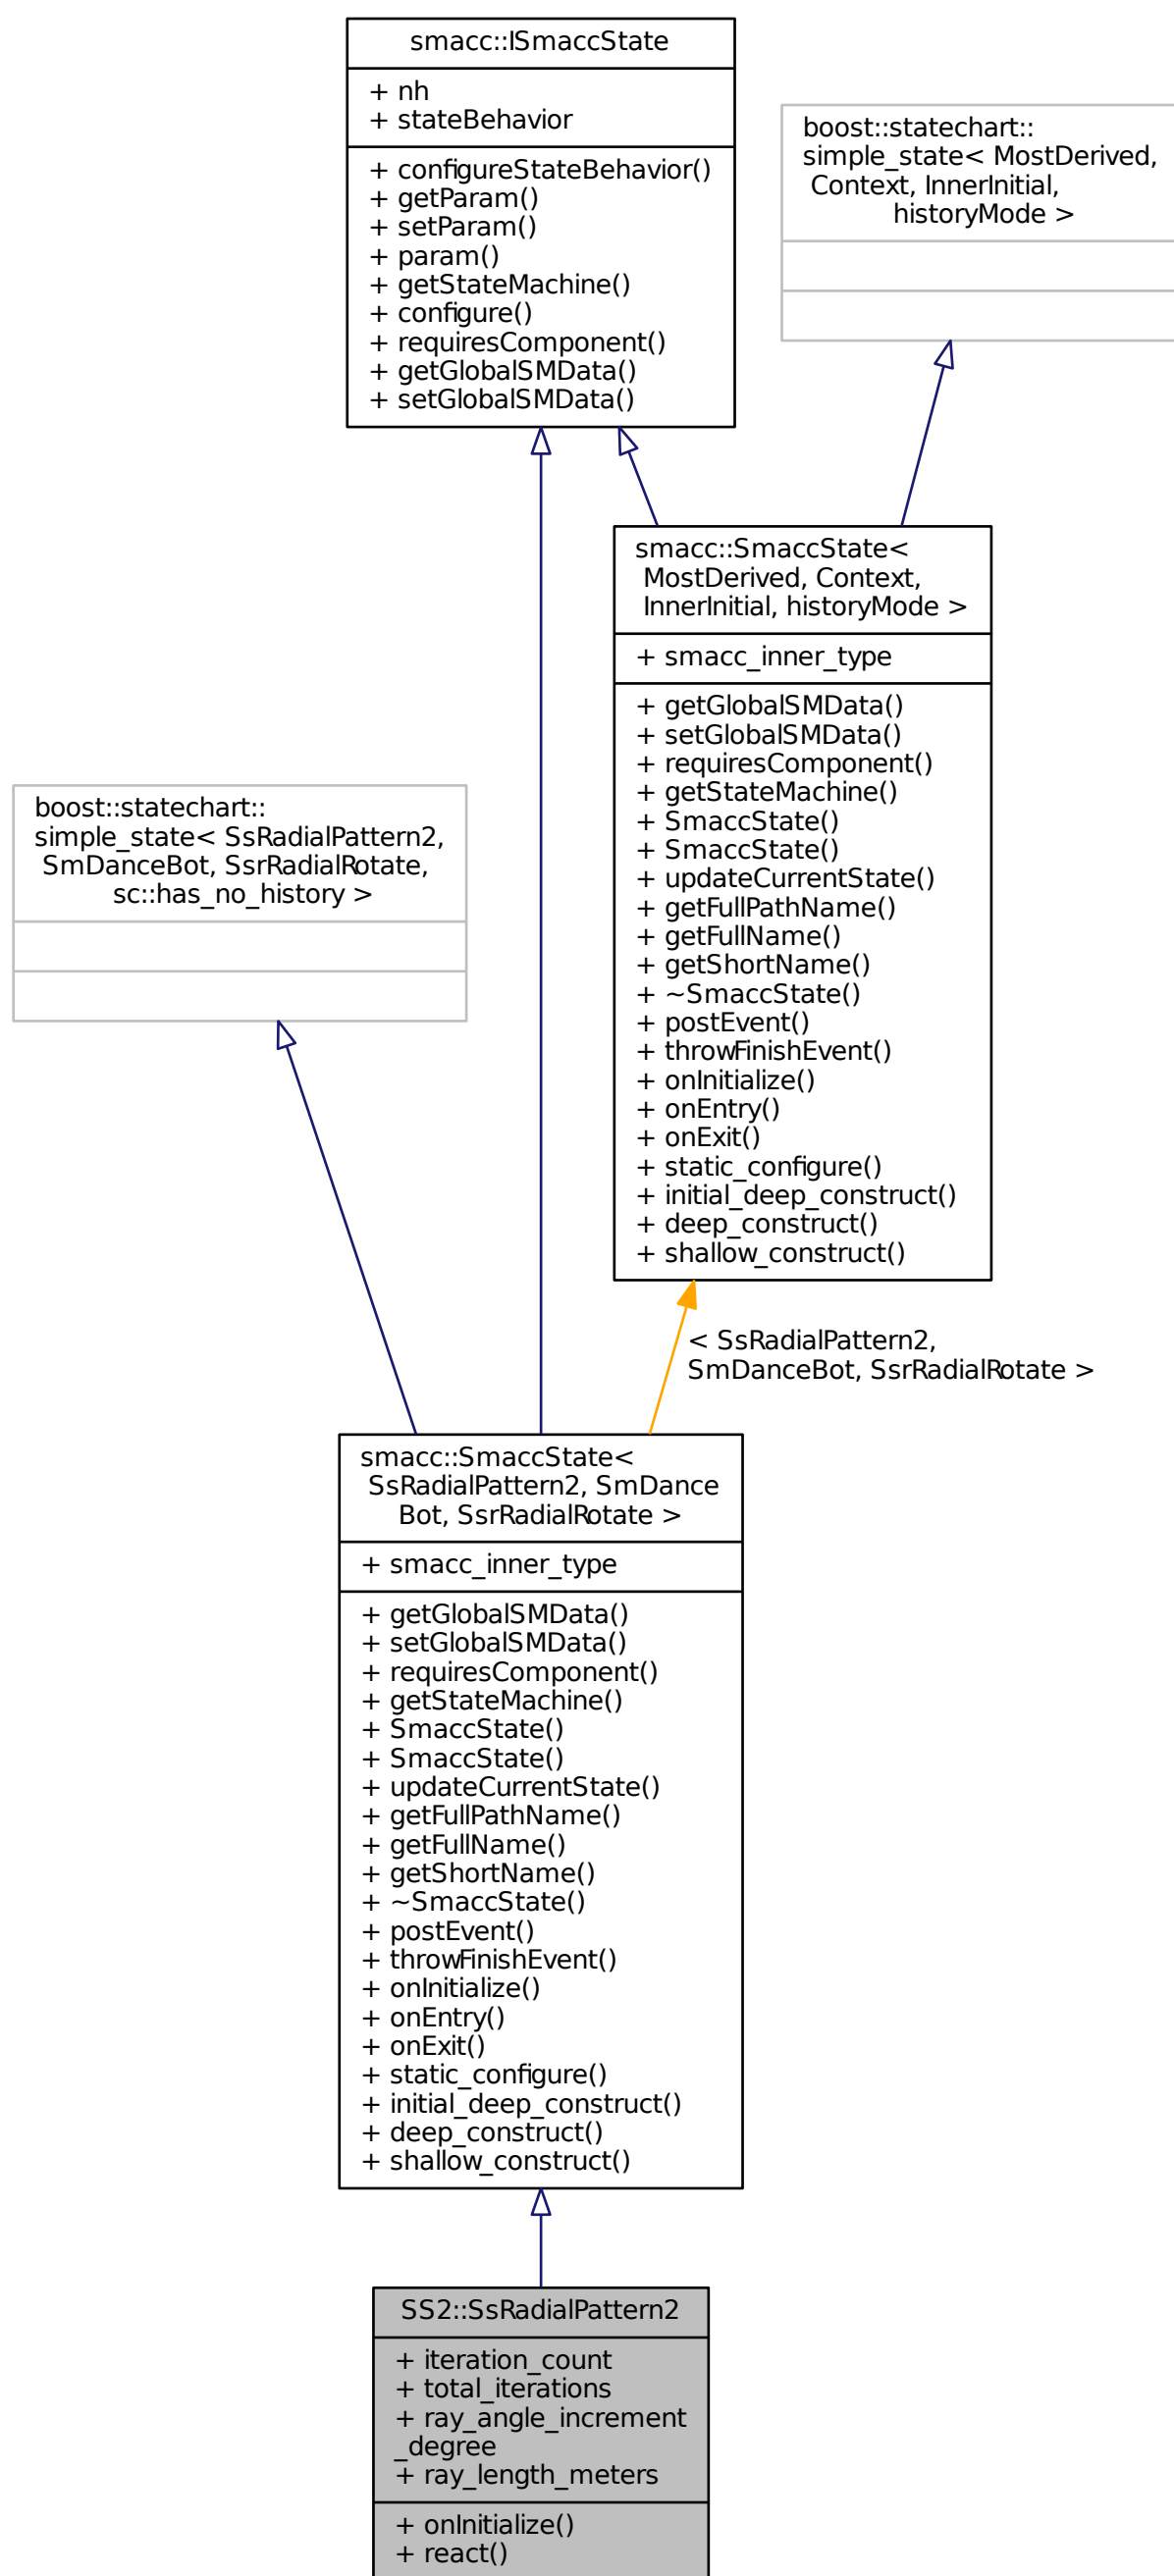 smacc::ISmaccState
+ nh
+ stateBehavior
+ configureStateBehavior()
+ getParam()
+ setParam()
+ param()
+ getStateMachine()
+ configure()
+ requiresComponent()
+ getGlobalSMData()
+ setGlobalSMData()
boost::statechart::
simple_state< MostDerived,
Context, InnerInitial,
historyMode >
smacc::SmaccState<
MostDerived, Context,
InnerInitial, historyMode >
+ smacc_inner_type
+ getGlobalSMData()
+ setGlobalSMData()
+ requiresComponent()
+ getStateMachine()
+ SmaccState()
+ SmaccState()
+ updateCurrentState()
+ getFullPathName()
+ getFullName()
+ getShortName()
+ ~SmaccState()
+ postEvent()
+ throwFinishEvent()
+ onInitialize()
+ onEntry()
+ onExit()
+ static_configure()
+ initial_deep_construct()
+ deep_construct()
+ shallow_construct()
boost::statechart::
simple_state< SsRadialPattern2,
SmDanceBot, SsrRadialRotate,
sc::has_no_history >
< SsRadialPattern2,
SmDanceBot, SsrRadialRotate >
smacc::SmaccState<
SsRadialPattern2, SmDance
Bot, SsrRadialRotate >
+ smacc_inner_type
+ getGlobalSMData()
+ setGlobalSMData()
+ requiresComponent()
+ getStateMachine()
+ SmaccState()
+ SmaccState()
+ updateCurrentState()
+ getFullPathName()
+ getFullName()
+ getShortName()
+ ~SmaccState()
+ postEvent()
+ throwFinishEvent()
+ onInitialize()
+ onEntry()
+ onExit()
+ static_configure()
+ initial_deep_construct()
+ deep_construct()
+ shallow_construct()
SS2::SsRadialPattern2
+ iteration_count
+ total_iterations
+ ray_angle_increment
_degree
+ ray_length_meters
+ onInitialize()
+ react()